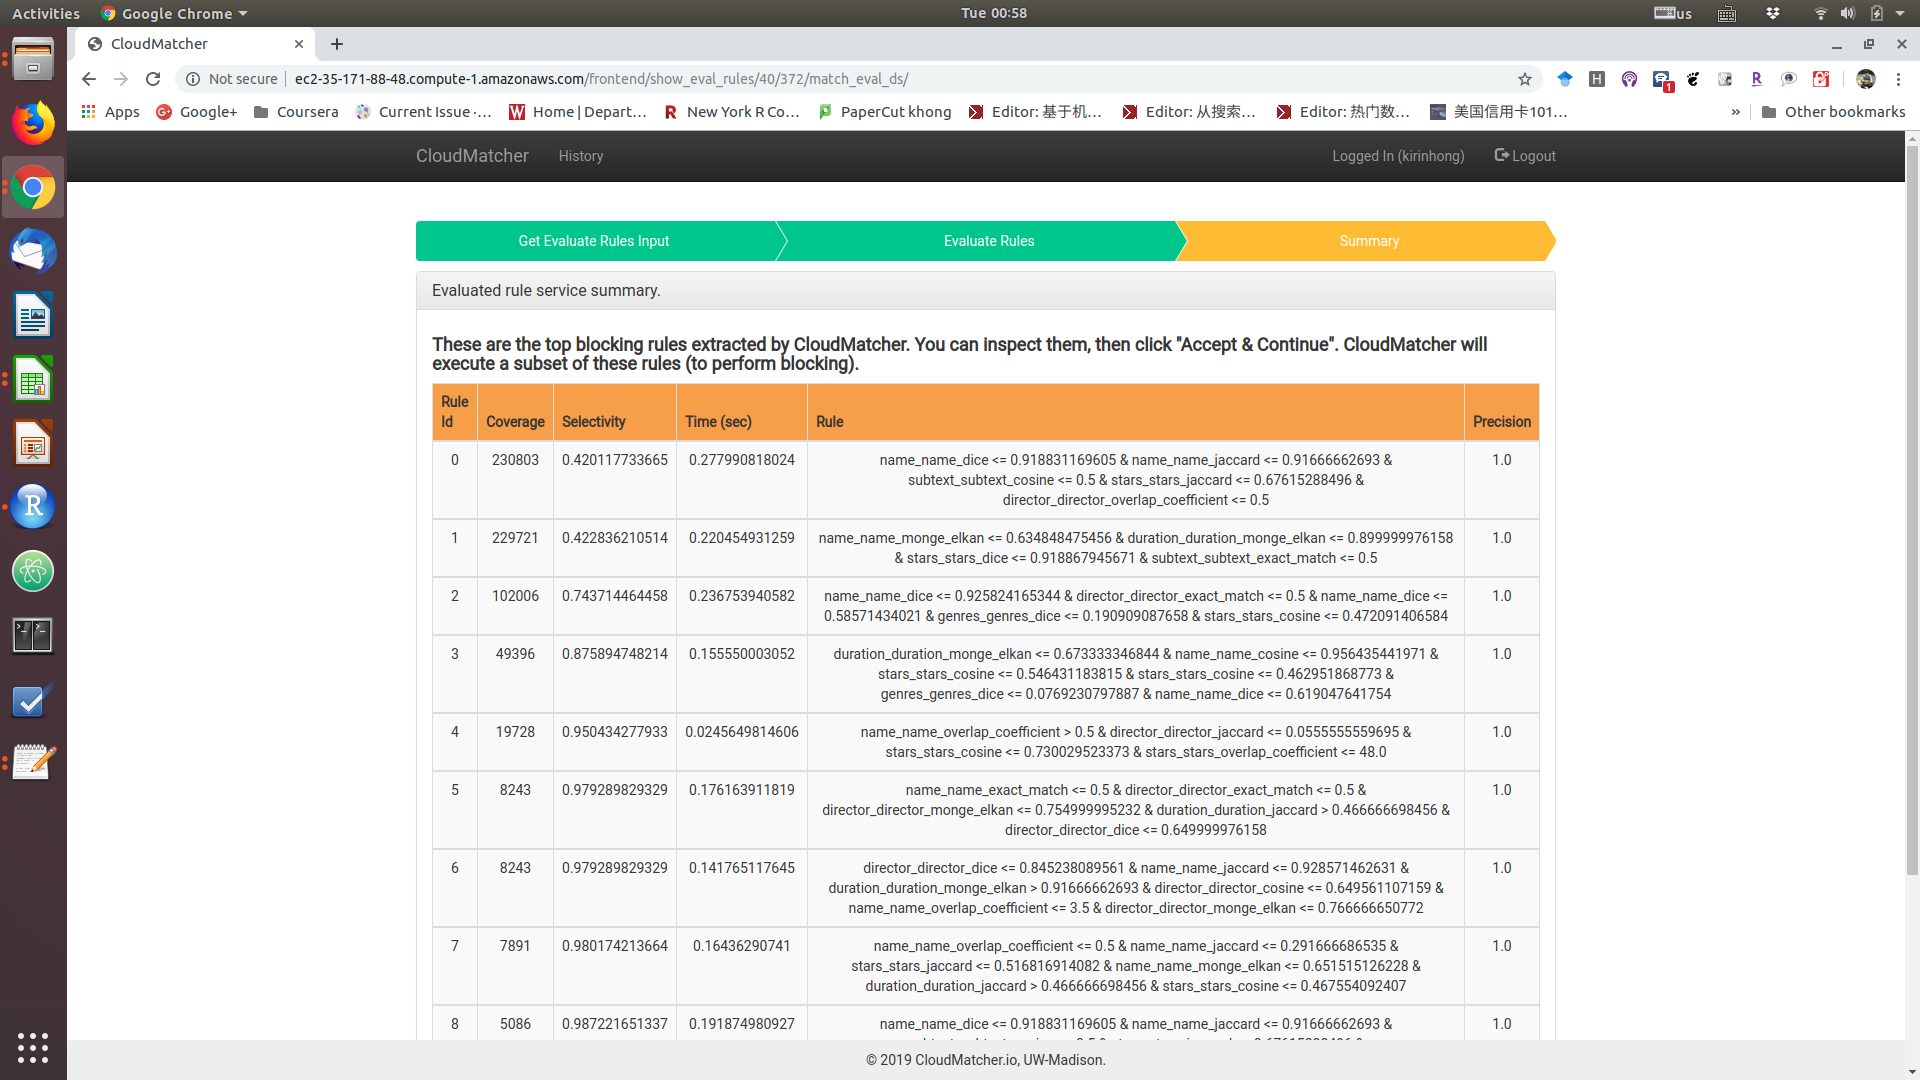 Activities
Google Chrome
Tue 00:58
us
CloudMatcher
Not secure
ec2-35-171-88-48.compute-1.amazonaws.com/frontend/show_eval_rules/40/372/match_eval_ds/
1
Apps
Google+
Coursera
Current Issue ·...
Home | Depart...
New York R Co...
PaperCut khong
Editor: 基于机...
Editor: 从搜索...
Editor: 热门数...
美国信用卡101...
»
Other bookmarks
CloudMatcher
History
Logged In (kirinhong)
Logout
Get Evaluate Rules Input
Evaluate Rules
Summary
Evaluated rule service summary.
These are the top blocking rules extracted by CloudMatcher. You can inspect them, then click "Accept & Continue". CloudMatcher will
execute a subset of these rules (to perform blocking).
Rule Id Coverage Selectivity Time (sec) Rule Precision
0 230803 0.420117733665 0.277990818024 name_name_dice <= 0.918831169605 & name_name_jaccard <= 0.91666662693 & 1.0
subtext_subtext_cosine <= 0.5 & stars_stars_jaccard <= 0.67615288496 &
director_director_overlap_coefficient <= 0.5
1 229721 0.422836210514 0.220454931259 name_name_monge_elkan <= 0.634848475456 & duration_duration_monge_elkan <= 0.899999976158 1.0
& stars_stars_dice <= 0.918867945671 & subtext_subtext_exact_match <= 0.5
2 102006 0.743714464458 0.236753940582 name_name_dice <= 0.925824165344 & director_director_exact_match <= 0.5 & name_name_dice <= 1.0
0.58571434021 & genres_genres_dice <= 0.190909087658 & stars_stars_cosine <= 0.472091406584
3 49396 0.875894748214 0.155550003052 duration_duration_monge_elkan <= 0.673333346844 & name_name_cosine <= 0.956435441971 & 1.0
stars_stars_cosine <= 0.546431183815 & stars_stars_cosine <= 0.462951868773 &
genres_genres_dice <= 0.0769230797887 & name_name_dice <= 0.619047641754
4 19728 0.950434277933 0.0245649814606 name_name_overlap_coefficient > 0.5 & director_director_jaccard <= 0.0555555559695 & 1.0
stars_stars_cosine <= 0.730029523373 & stars_stars_overlap_coefficient <= 48.0
5 8243 0.979289829329 0.176163911819 name_name_exact_match <= 0.5 & director_director_exact_match <= 0.5 & 1.0
director_director_monge_elkan <= 0.754999995232 & duration_duration_jaccard > 0.466666698456 &
director_director_dice <= 0.649999976158
6 8243 0.979289829329 0.141765117645 director_director_dice <= 0.845238089561 & name_name_jaccard <= 0.928571462631 & 1.0
duration_duration_monge_elkan > 0.91666662693 & director_director_cosine <= 0.649561107159 &
name_name_overlap_coefficient <= 3.5 & director_director_monge_elkan <= 0.766666650772
7 7891 0.980174213664 0.16436290741 name_name_overlap_coefficient <= 0.5 & name_name_jaccard <= 0.291666686535 & 1.0
stars_stars_jaccard <= 0.516816914082 & name_name_monge_elkan <= 0.651515126228 &
duration_duration_jaccard > 0.466666698456 & stars_stars_cosine <= 0.467554092407
8 5086 0.987221651337 0.191874980927 name_name_dice <= 0.918831169605 & name_name_jaccard <= 0.91666662693 & 1.0
© 2019 CloudMatcher.io, UW-Madison.